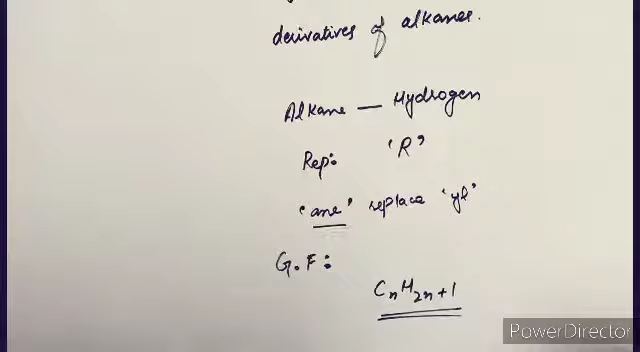 derivatives of alkanes.
Alkane — Hydrogen
Rep: 'R'
'ane' replace 'yl'
G.F:
CnH2n+1
PowerDirector